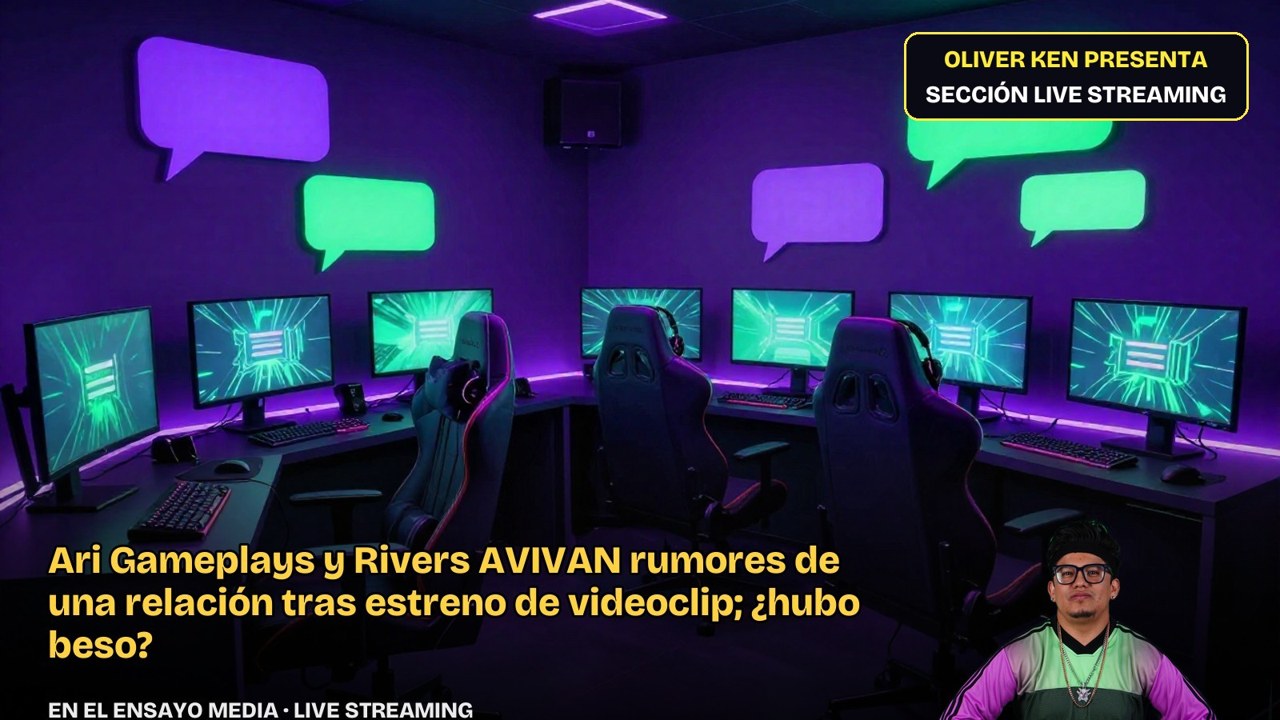 OLIVER KEN PRESENTA
SECCIÓN LIVE STREAMING
Ari Gameplays y Rivers AVIVAN rumores de
una relación tras estreno de videoclip; ¿hubo
beso?
EN EL ENSAYO MEDIA · LIVE STREAMING